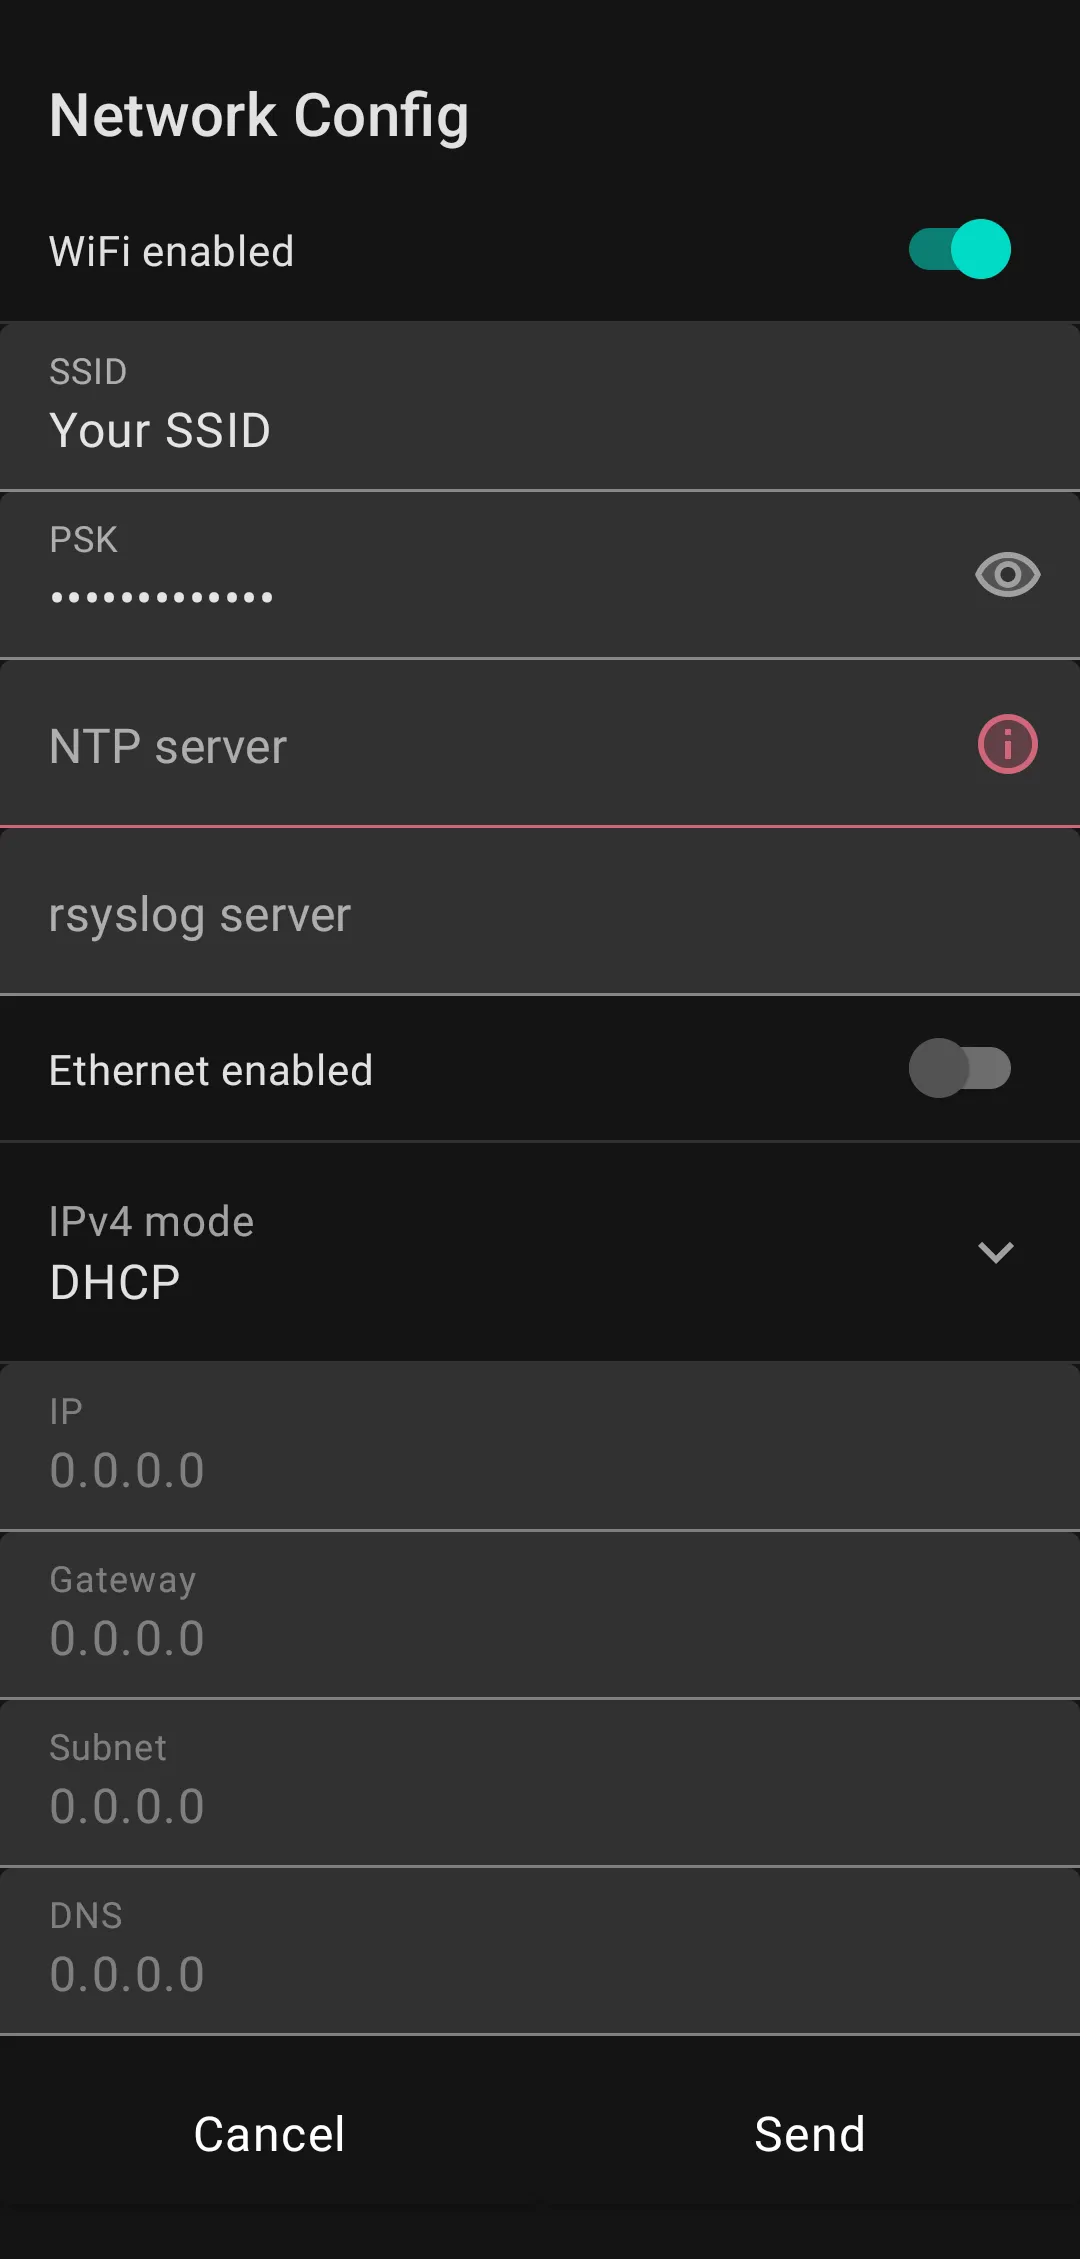 Network Config
WiFi enabled
SSID
Your SSID
PSK
•••••••••••••
NTP server
rsyslog server
Ethernet enabled
IPv4 mode
DHCP
IP
0.0.0.0
Gateway
0.0.0.0
Subnet
0.0.0.0
DNS
0.0.0.0
Cancel Send